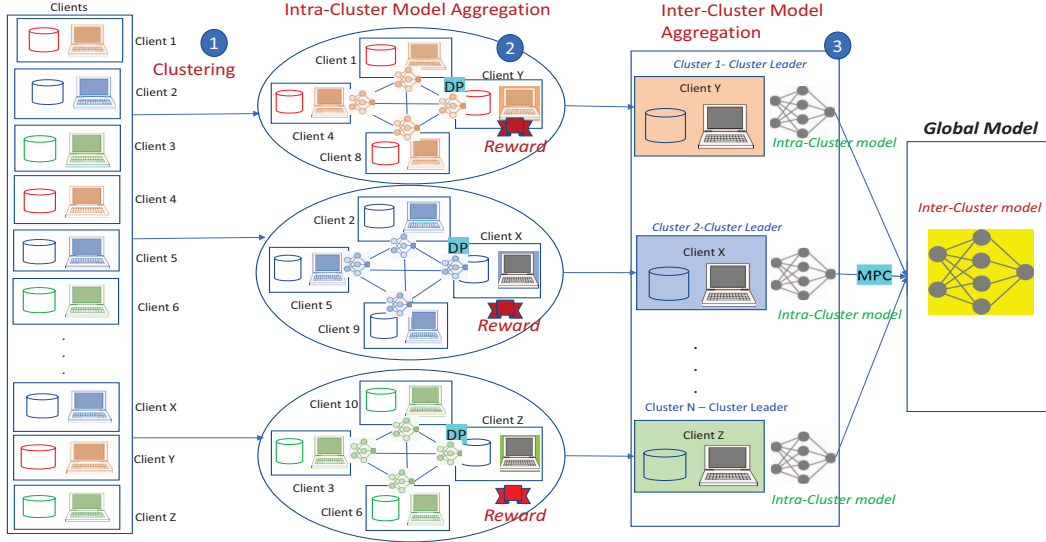 Clients
Client 1
Client 2
Client 3
Client 4
Client 5
Client 6
.
.
.
Client X
Client Y
Client Z
1
Clustering
Intra-Cluster Model Aggregation
2
Client 1
Client Y
DP
Client 4
Client 8
Reward
Client 2
Client X
DP
Client 5
Client 9
Reward
Client 10
Client Z
DP
Client 3
Client 6
Reward
Inter-Cluster Model
Aggregation
3
Cluster 1- Cluster Leader
Client Y
Intra-Cluster model
Cluster 2-Cluster Leader
Client X
Intra-Cluster model
.
.
.
Cluster N – Cluster Leader
Client Z
Intra-Cluster model
MPC
Global Model
Inter-Cluster model